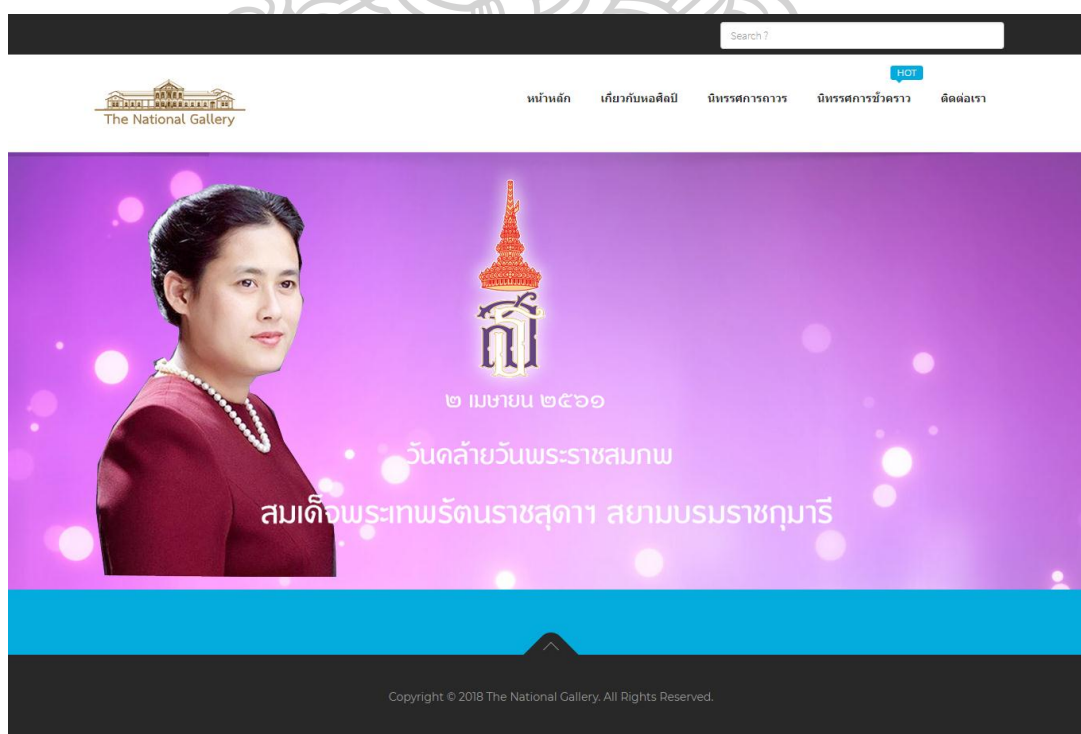 Search ?
HOT
The National Gallery
หน้าหลัก เกี่ยวกับหอศิลป์ นิทรรศการถาวร นิทรรศการชั่วคราว ติดต่อเรา
๒ เมษายน ๒๕๖๑
วันคล้ายวันพระราชสมภพ
สมเด็จพระเทพรัตนราชสุดาฯ สยามบรมราชกุมารี
Copyright © 2018 The National Gallery. All Rights Reserved.